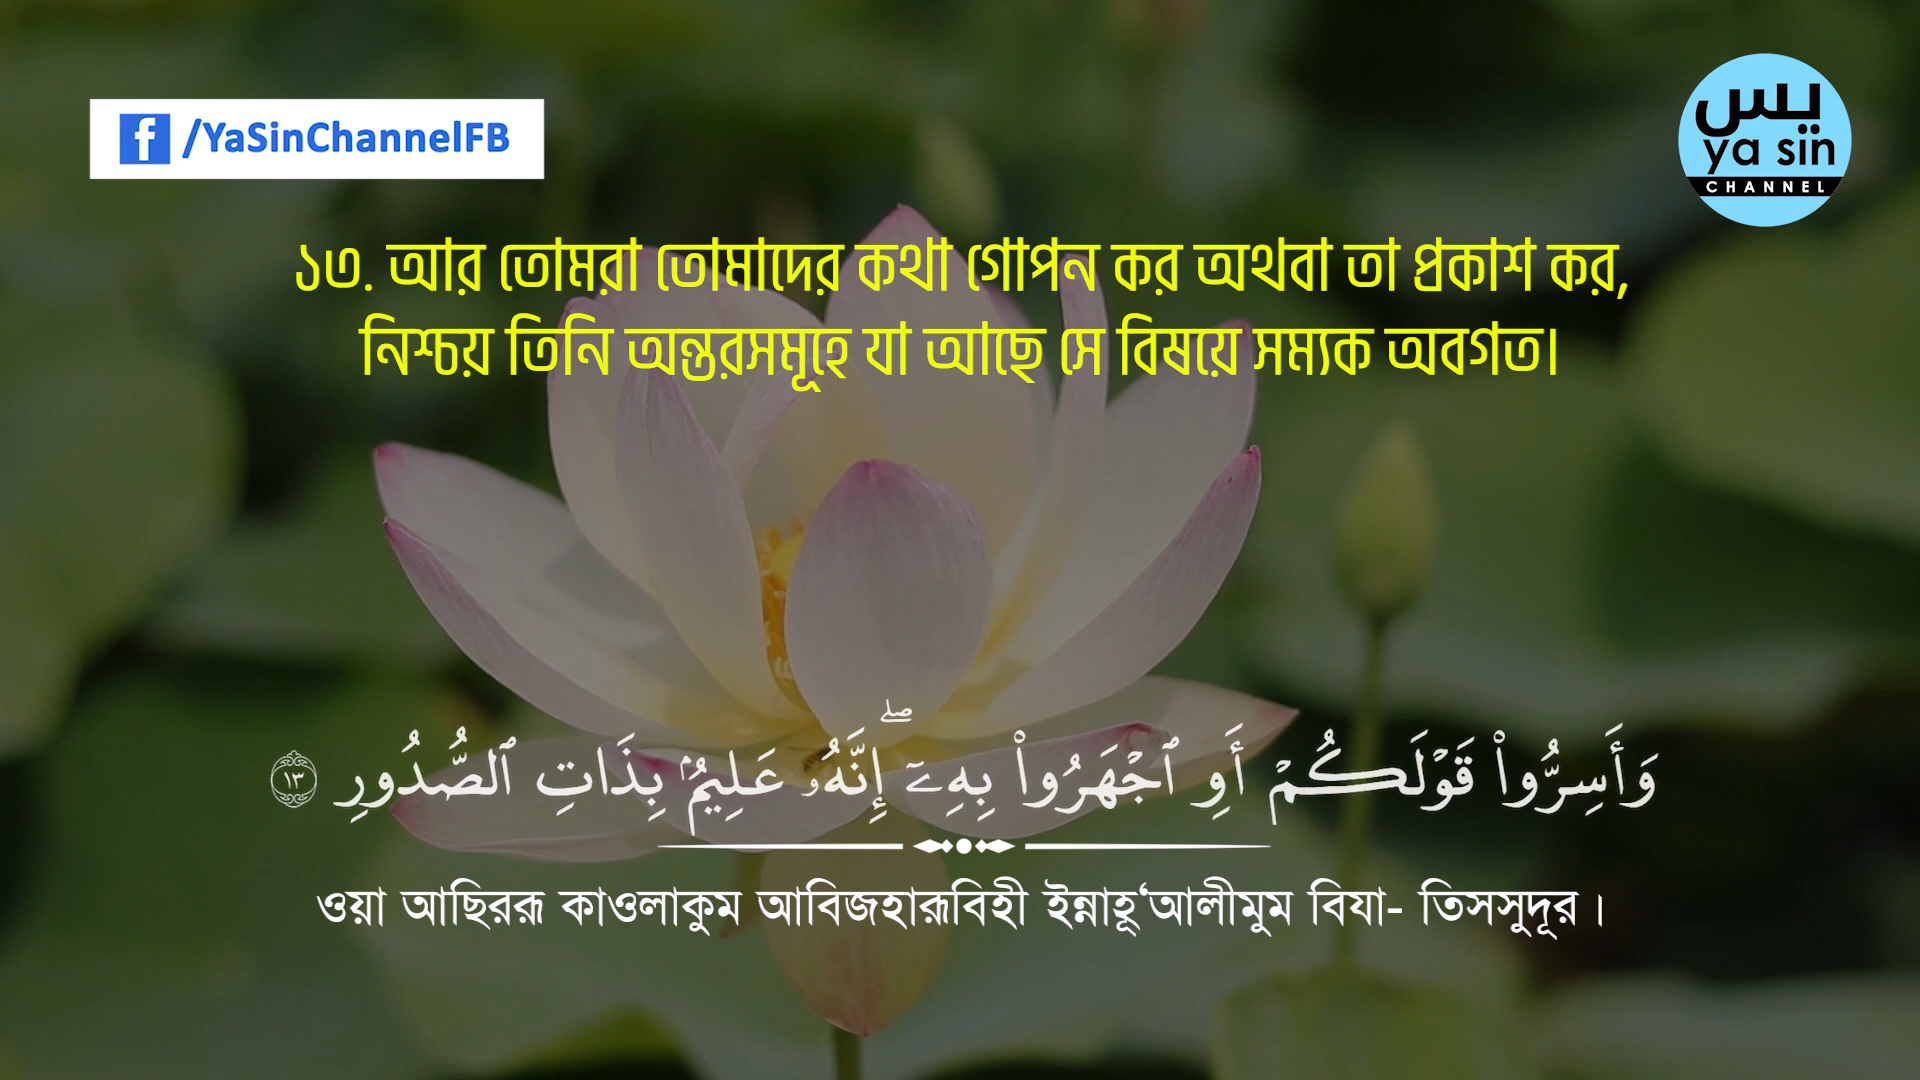 /YaSinChannelFB
يس
ya sin
CHANNEL
১৩. আর তোমরা তোমাদের কথা গোপন কর অথবা তা প্রকাশ কর,
নিশ্চয় তিনি অন্তরসমূহে যা আছে সে বিষয়ে সম্যক অবগত।
وَأَسِرُّوا۟ قَوْلَكُمْ أَوِ ٱجْهَرُوا۟ بِهِۦٓ ۖ إِنَّهُۥ عَلِيمٌۢ بِذَاتِ ٱلصُّدُورِ ١٣
ওয়া আছিররূ কাওলাকুম আবিজহারূবিহী ইন্নাহূ‘আলীমুম বিযা- তিসসুদূর।